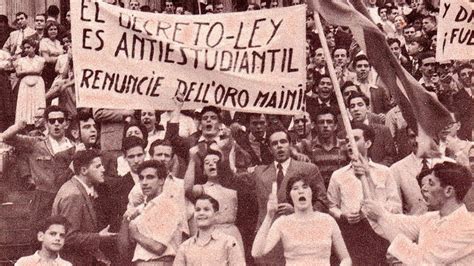 EL DECRETO-LEY
ES ANTIESTUDIANTIL
RENUNCIE DELL'ORO MAINI